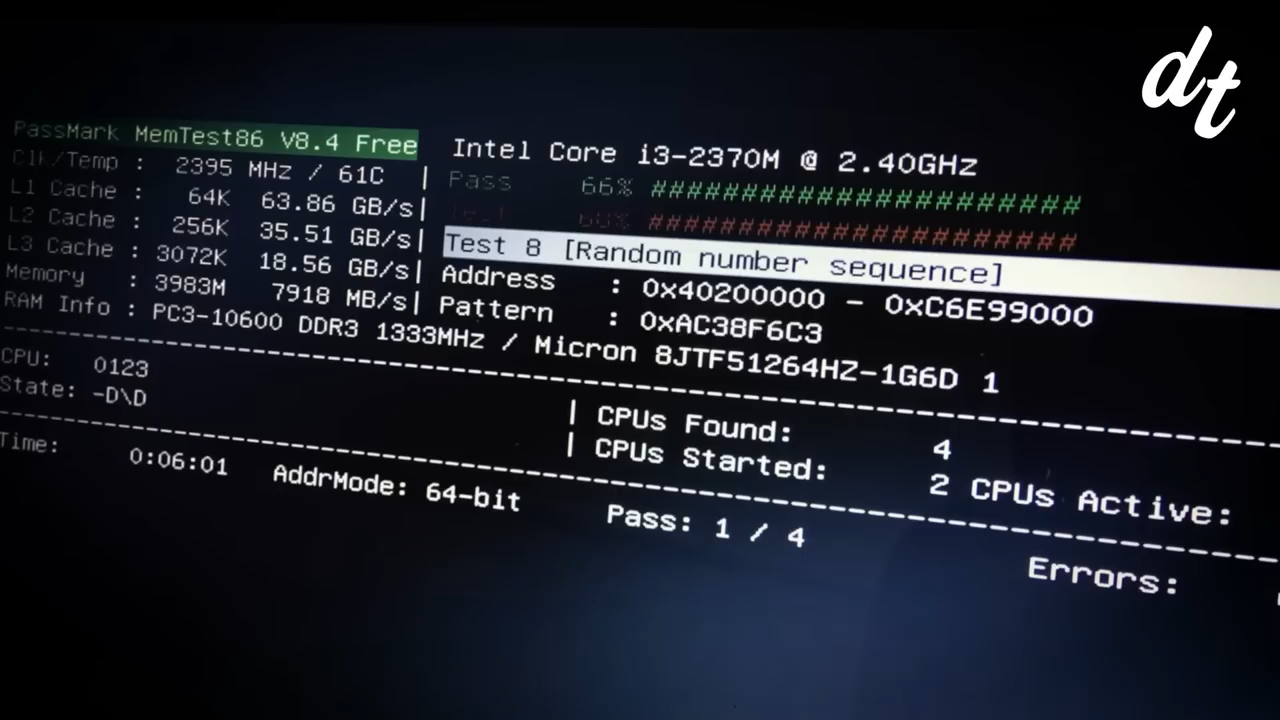 dt
PassMark MemTest86 V8.4 Free
Intel Core i3-2370M @ 2.40GHz
Clk/Temp : 2395 MHz / 61C | Pass 66% ########################
L1 Cache : 64K 63.86 GB/s| Test 68% ########################
L2 Cache : 256K 35.51 GB/s| Test 8 [Random number sequence]
L3 Cache : 3072K 18.56 GB/s| Address : 0x40200000 - 0xC6E99000
Memory : 3983M 7918 MB/s| Pattern : 0xAC38F6C3
RAM Info : PC3-10600 DDR3 1333MHz / Micron 8JTF51264HZ-1G6D 1
CPU: 0123 | CPUs Found: 4
State: -D\D | CPUs Started: 2 CPUs Active:
Time: 0:06:01 AddrMode: 64-bit Pass: 1 / 4 Errors: